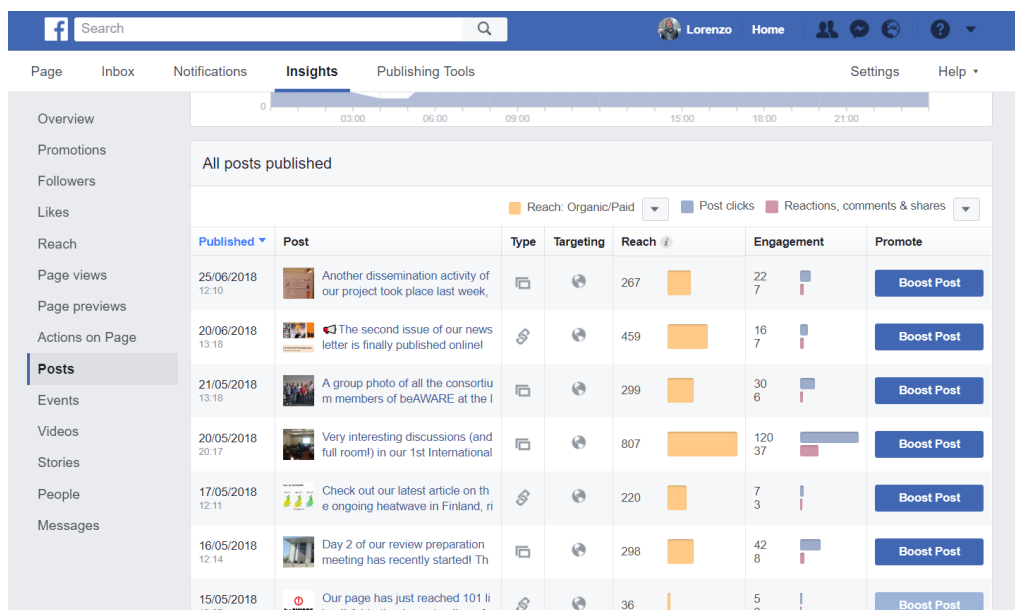 f Search
Lorenzo Home
Page Inbox Notifications Insights Publishing Tools Settings Help
Overview
Promotions
Followers
Likes
Reach
Page views
Page previews
Actions on Page
Posts
Events
Videos
Stories
People
Messages
0
03:00 06:00 09:00 15:00 18:00 21:00
All posts published
Reach: Organic/Paid Post clicks Reactions, comments & shares
Published Post Type Targeting Reach i Engagement Promote
25/06/2018 Another dissemination activity of 267 22 Boost Post
12:10 our project took place last week, 7
20/06/2018 The second issue of our news 459 16 Boost Post
13:18 letter is finally published online! 7
21/05/2018 A group photo of all the consortiu 299 30 Boost Post
13:18 m members of beAWARE at the I 6
20/05/2018 Very interesting discussions (and 807 120 Boost Post
20:17 full room!) in our 1st International 37
17/05/2018 Check out our latest article on th 220 7 Boost Post
12:11 e ongoing heatwave in Finland, ri 3
16/05/2018 Day 2 of our review preparation 298 42 Boost Post
12:14 meeting has recently started! Th 8
15/05/2018 Our page has just reached 101 li 36 5 Boost Post